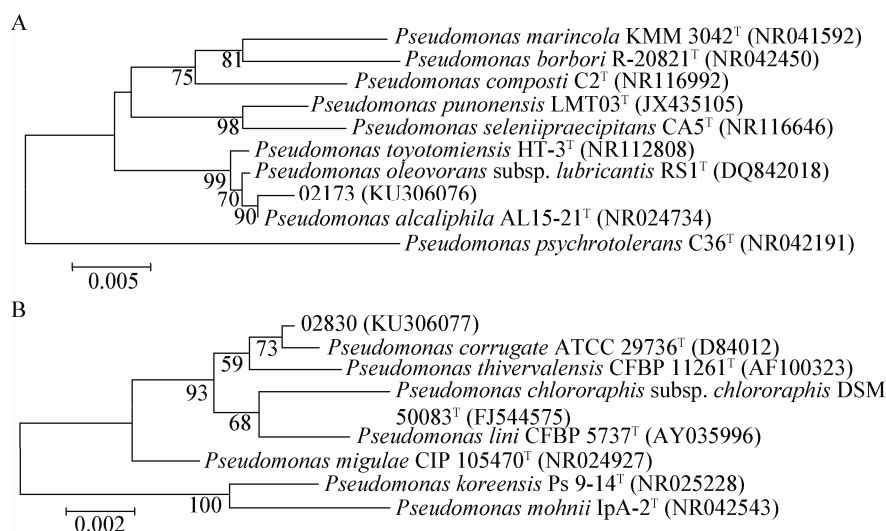 A
Pseudomonas marincola KMM 3042ᵀ (NR041592)
81
Pseudomonas borbori R-20821ᵀ (NR042450)
75
Pseudomonas composti C2ᵀ (NR116992)
Pseudomonas punonensis LMT03ᵀ (JX435105)
98
Pseudomonas seleniipraecipitans CA5ᵀ (NR116646)
Pseudomonas toyotomiensis HT-3ᵀ (NR112808)
99
Pseudomonas oleovorans subsp. lubricantis RS1ᵀ (DQ842018)
70
02173 (KU306076)
90
Pseudomonas alcaliphila AL15-21ᵀ (NR024734)
Pseudomonas psychrotolerans C36ᵀ (NR042191)
0.005
B
02830 (KU306077)
73
Pseudomonas corrugate ATCC 29736ᵀ (D84012)
59
Pseudomonas thivervalensis CFBP 11261ᵀ (AF100323)
93
Pseudomonas chlororaphis subsp. chlororaphis DSM
50083ᵀ (FJ544575)
68
Pseudomonas lini CFBP 5737ᵀ (AY035996)
Pseudomonas migulae CIP 105470ᵀ (NR024927)
Pseudomonas koreensis Ps 9-14ᵀ (NR025228)
100
Pseudomonas mohnii IpA-2ᵀ (NR042543)
0.002